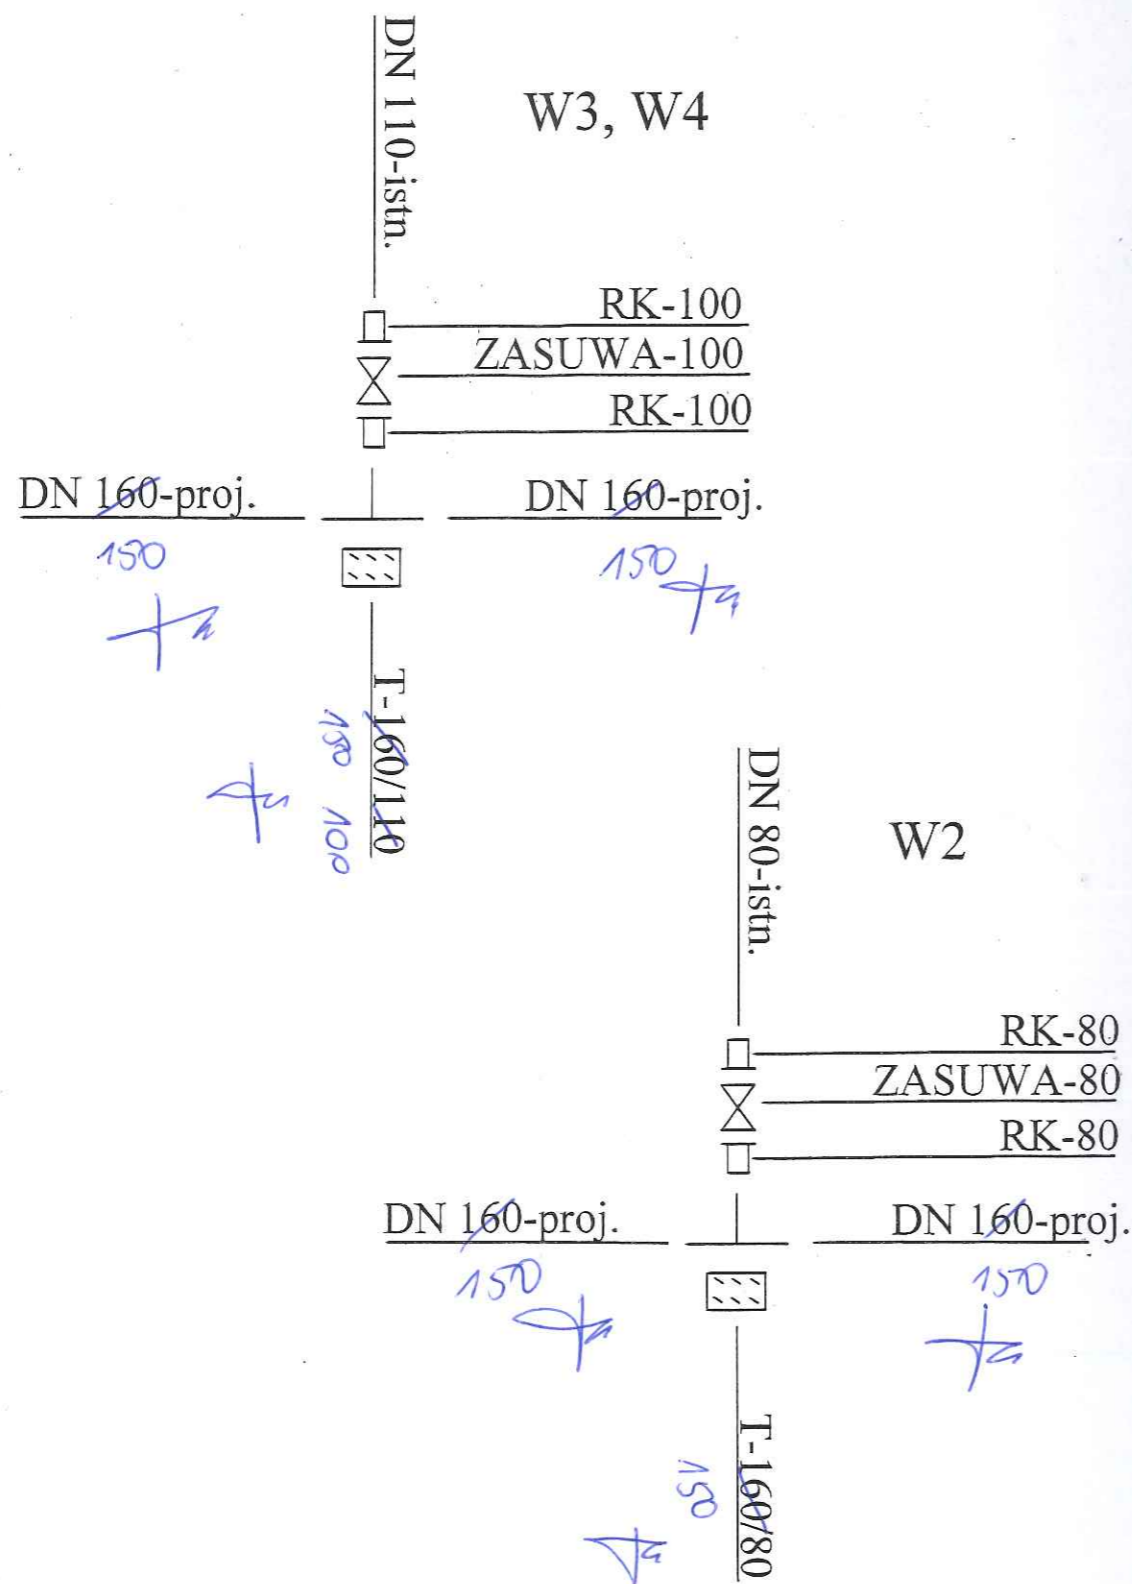 W3, W4
DN 110-istn.
RK-100
ZASUWA-100
RK-100
DN 160-proj.
DN 160-proj.
150
150
T-160/110
150 100
W2
DN 80-istn.
RK-80
ZASUWA-80
RK-80
DN 160-proj.
DN 160-proj.
150
150
T-160/80
150